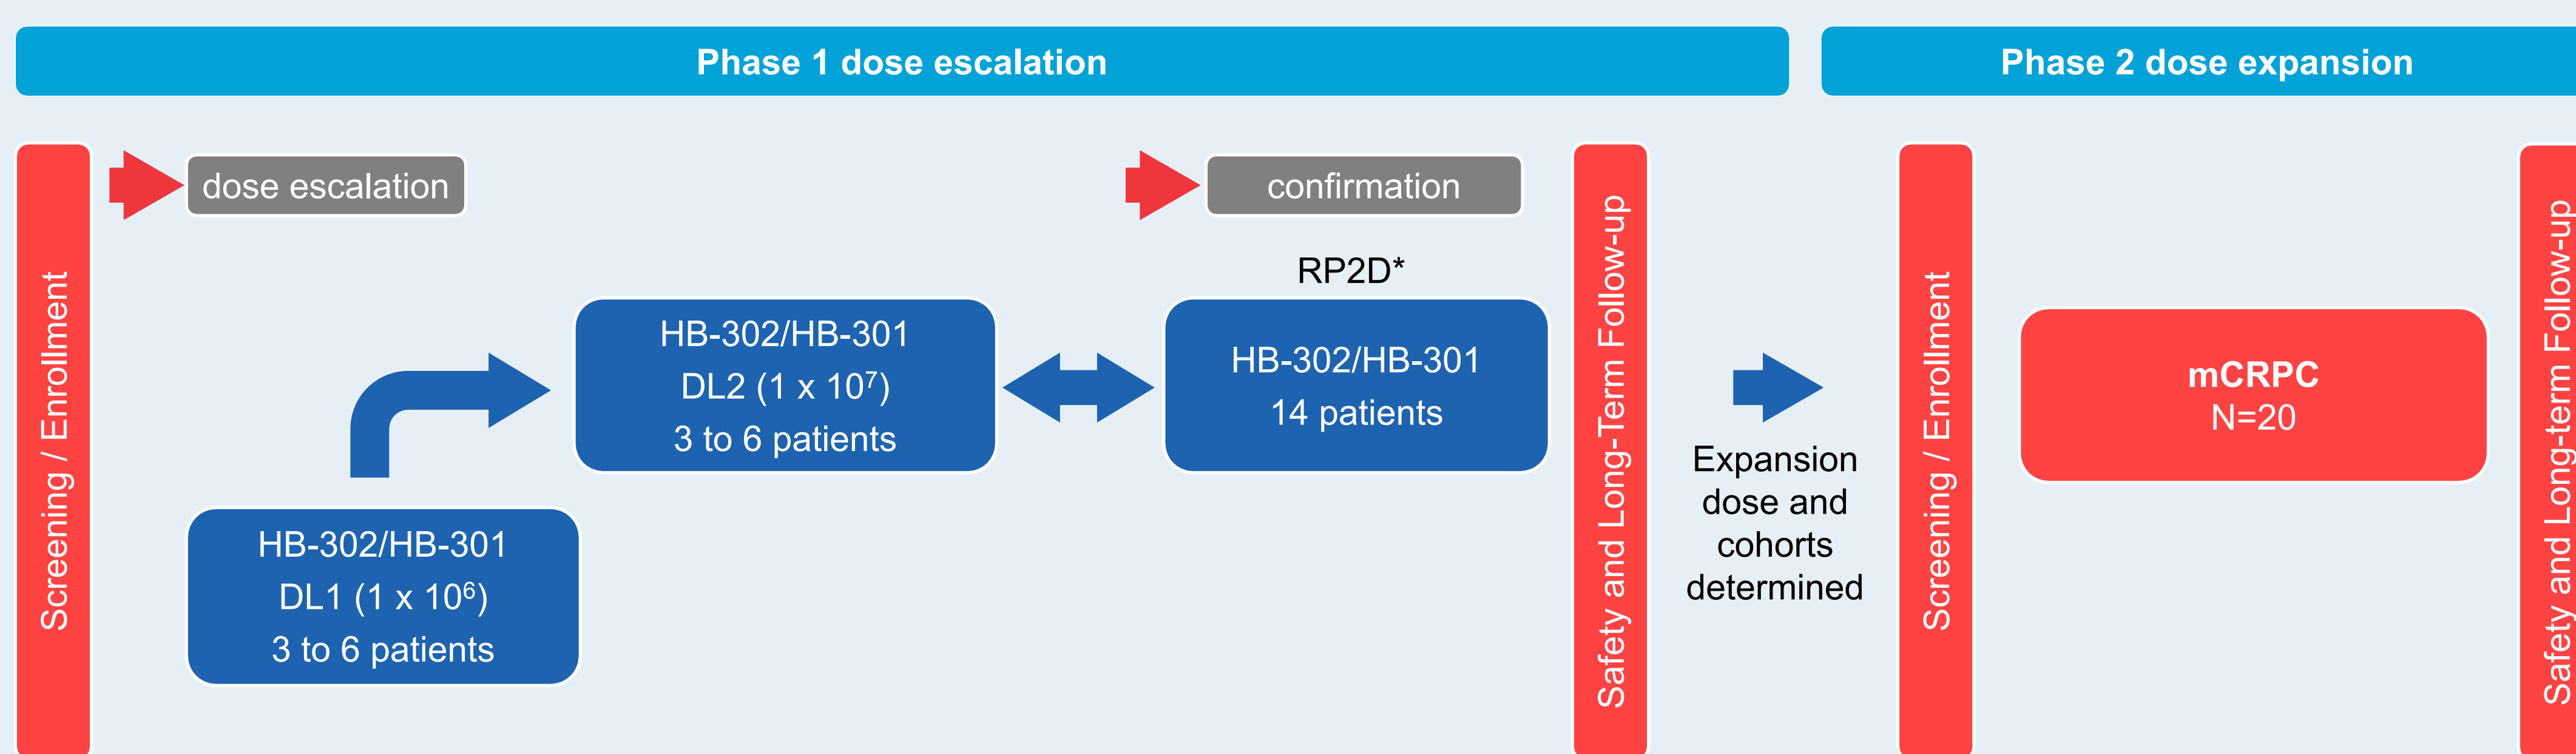 Phase 1 dose escalation
Phase 2 dose expansion
Screening / Enrollment
dose escalation
HB-302/HB-301
DL1 (1 x 10⁶)
3 to 6 patients
HB-302/HB-301
DL2 (1 x 10⁷)
3 to 6 patients
confirmation
RP2D*
HB-302/HB-301
14 patients
Safety and Long-Term Follow-up
Expansion
dose and
cohorts
determined
Screening / Enrollment
mCRPC
N=20
Safety and Long-term Follow-up